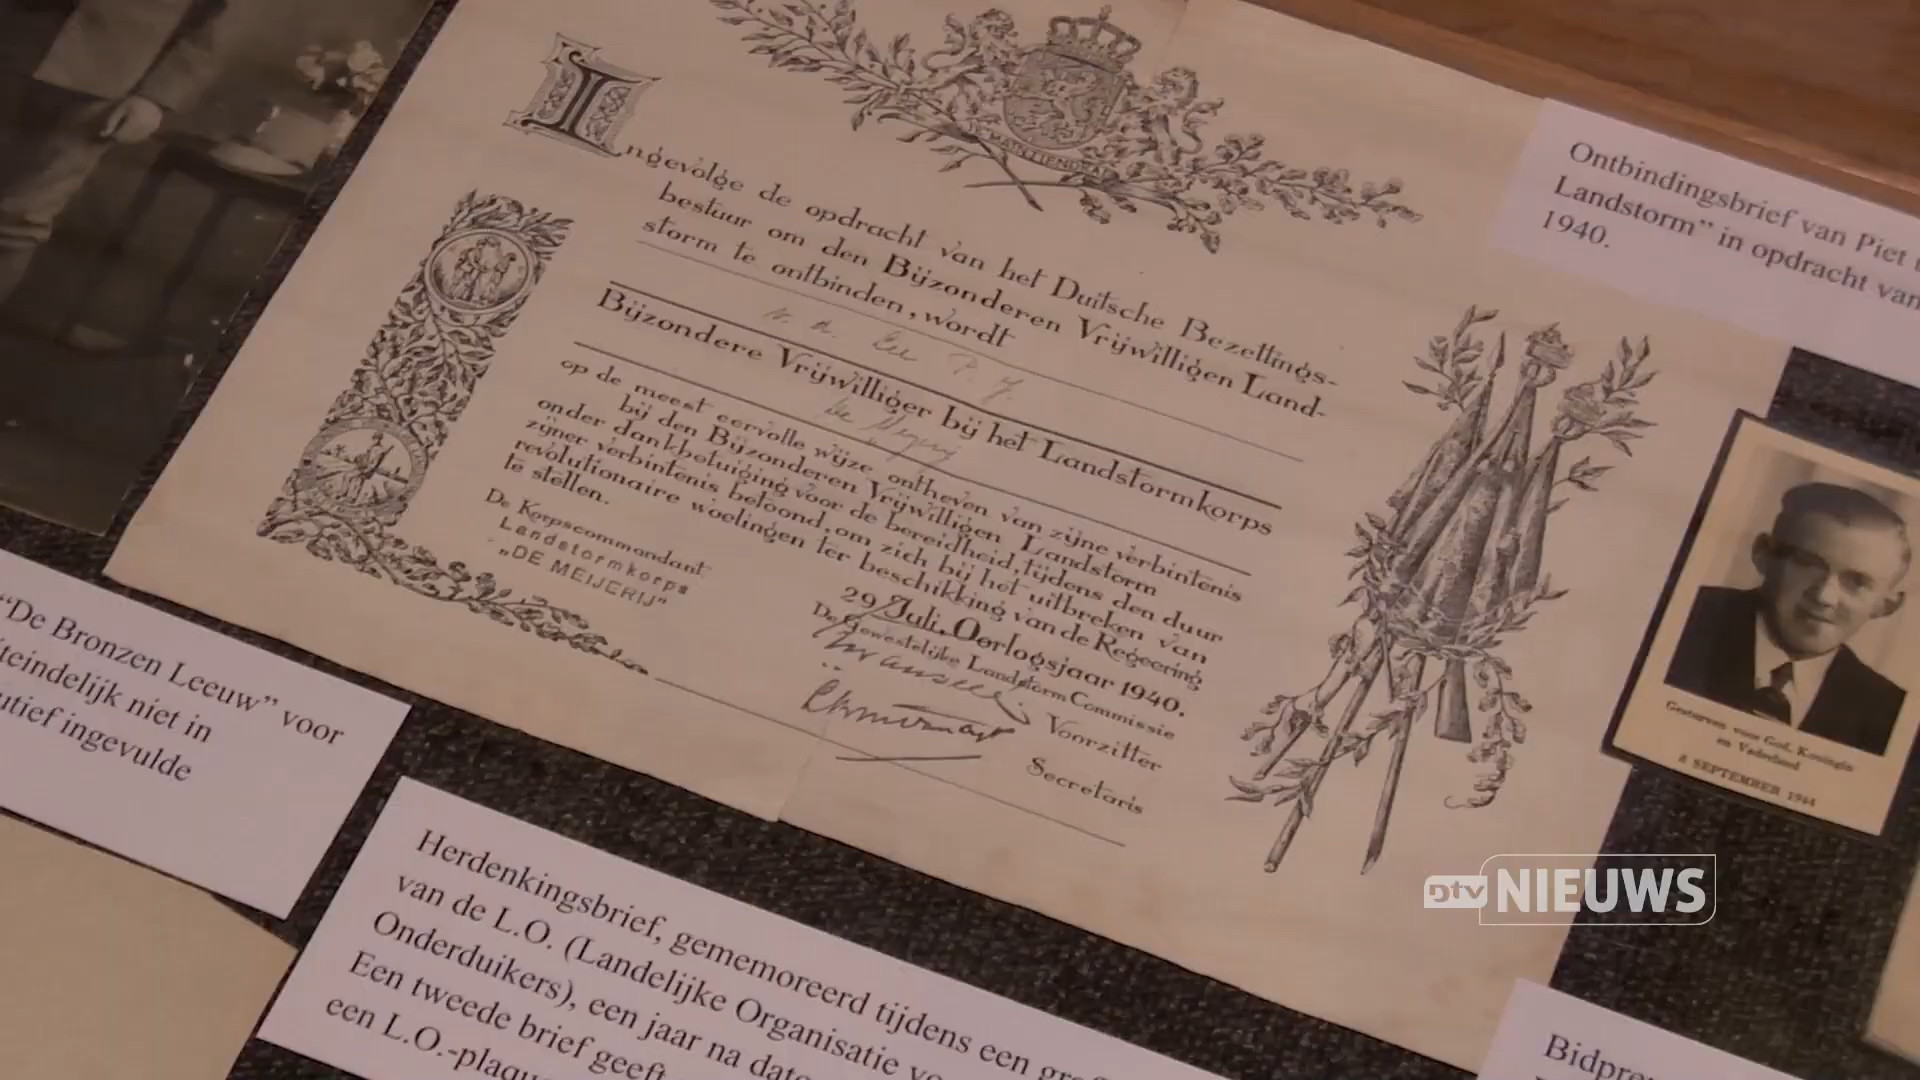 MAINTIENDRAI
Ingevolge de opdracht van het Duitsche Bezettings-
bestuur om den Bijzonderen Vrijwilligen Land-
storm te ontbinden, wordt
Bijzondere Vrijwilliger bij het Landstormkorps
op de meest eervolle wijze ontheven van zijne verbintenis
bij den Bijzonderen Vrijwilligen Landstorm
onder dankbetuiging voor de bereidheid, tijdens den duur
zijner verbintenis betoond, om zich bij het uitbreken van
revolutionaire woelingen ter beschikking van de Regeering
te stellen.
De Korpscommandant
Landstormkorps
„DE MEIJERIJ"
29 Juli, Oorlogsjaar 1940.
De Gewestelijke Landstorm Commissie
Voorzitter
Secretaris
Ontbindingsbrief van Piet
Landstorm” in opdracht van
1940.
Gestorven voor God, Koningin
en Vaderland
8 SEPTEMBER 1944
“De Bronzen Leeuw” voor
iteindelijk niet in
utief ingevulde
Herdenkingsbrief, gememoreerd tijdens een
van de L.O. (Landelijke Organisatie
Onderduikers), een jaar na
Een tweede brief geeft
een L.O.-
Bidpre
DTV NIEUWS